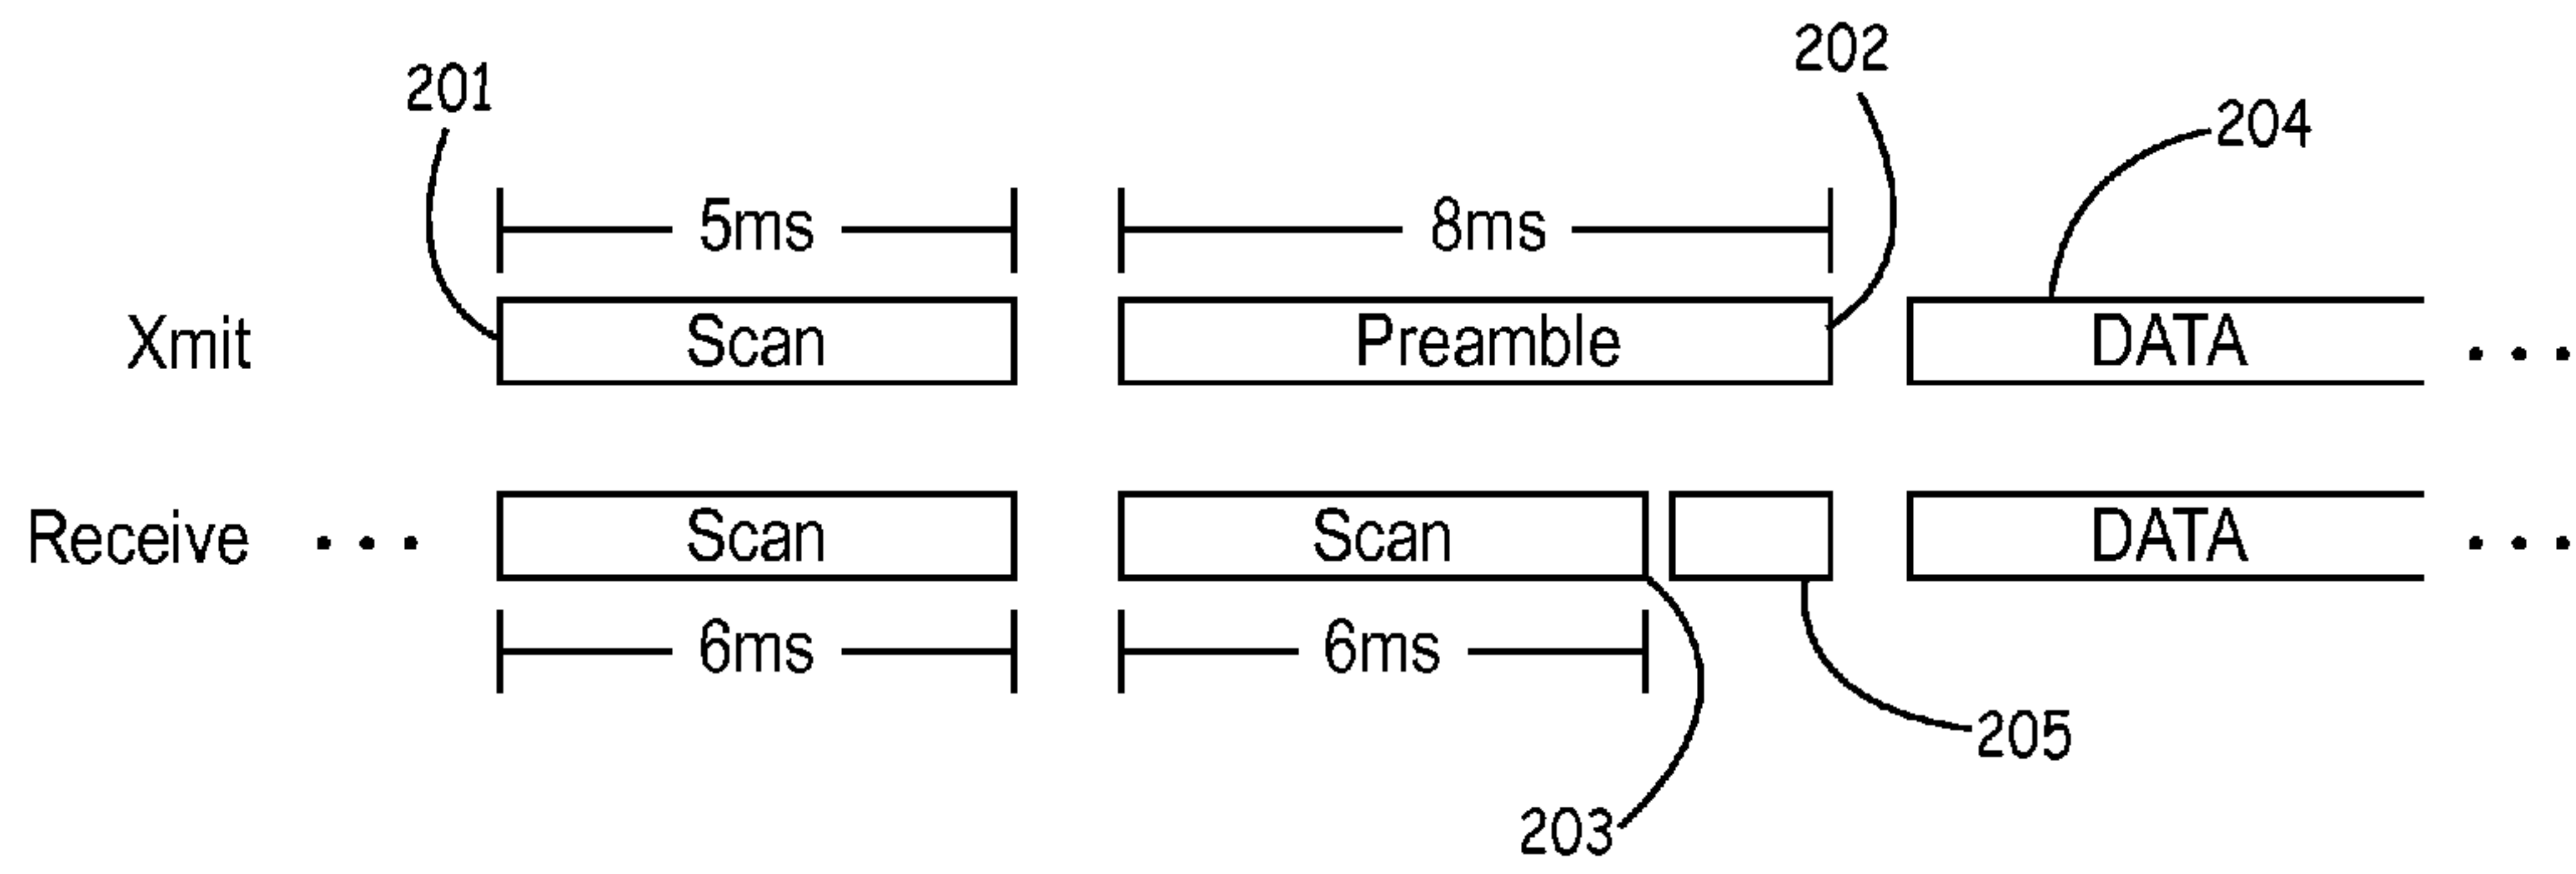 202
201
204
5ms
8ms
Xmit
Scan
Preamble
DATA
...
Receive
...
Scan
Scan
DATA
...
6ms
6ms
205
203